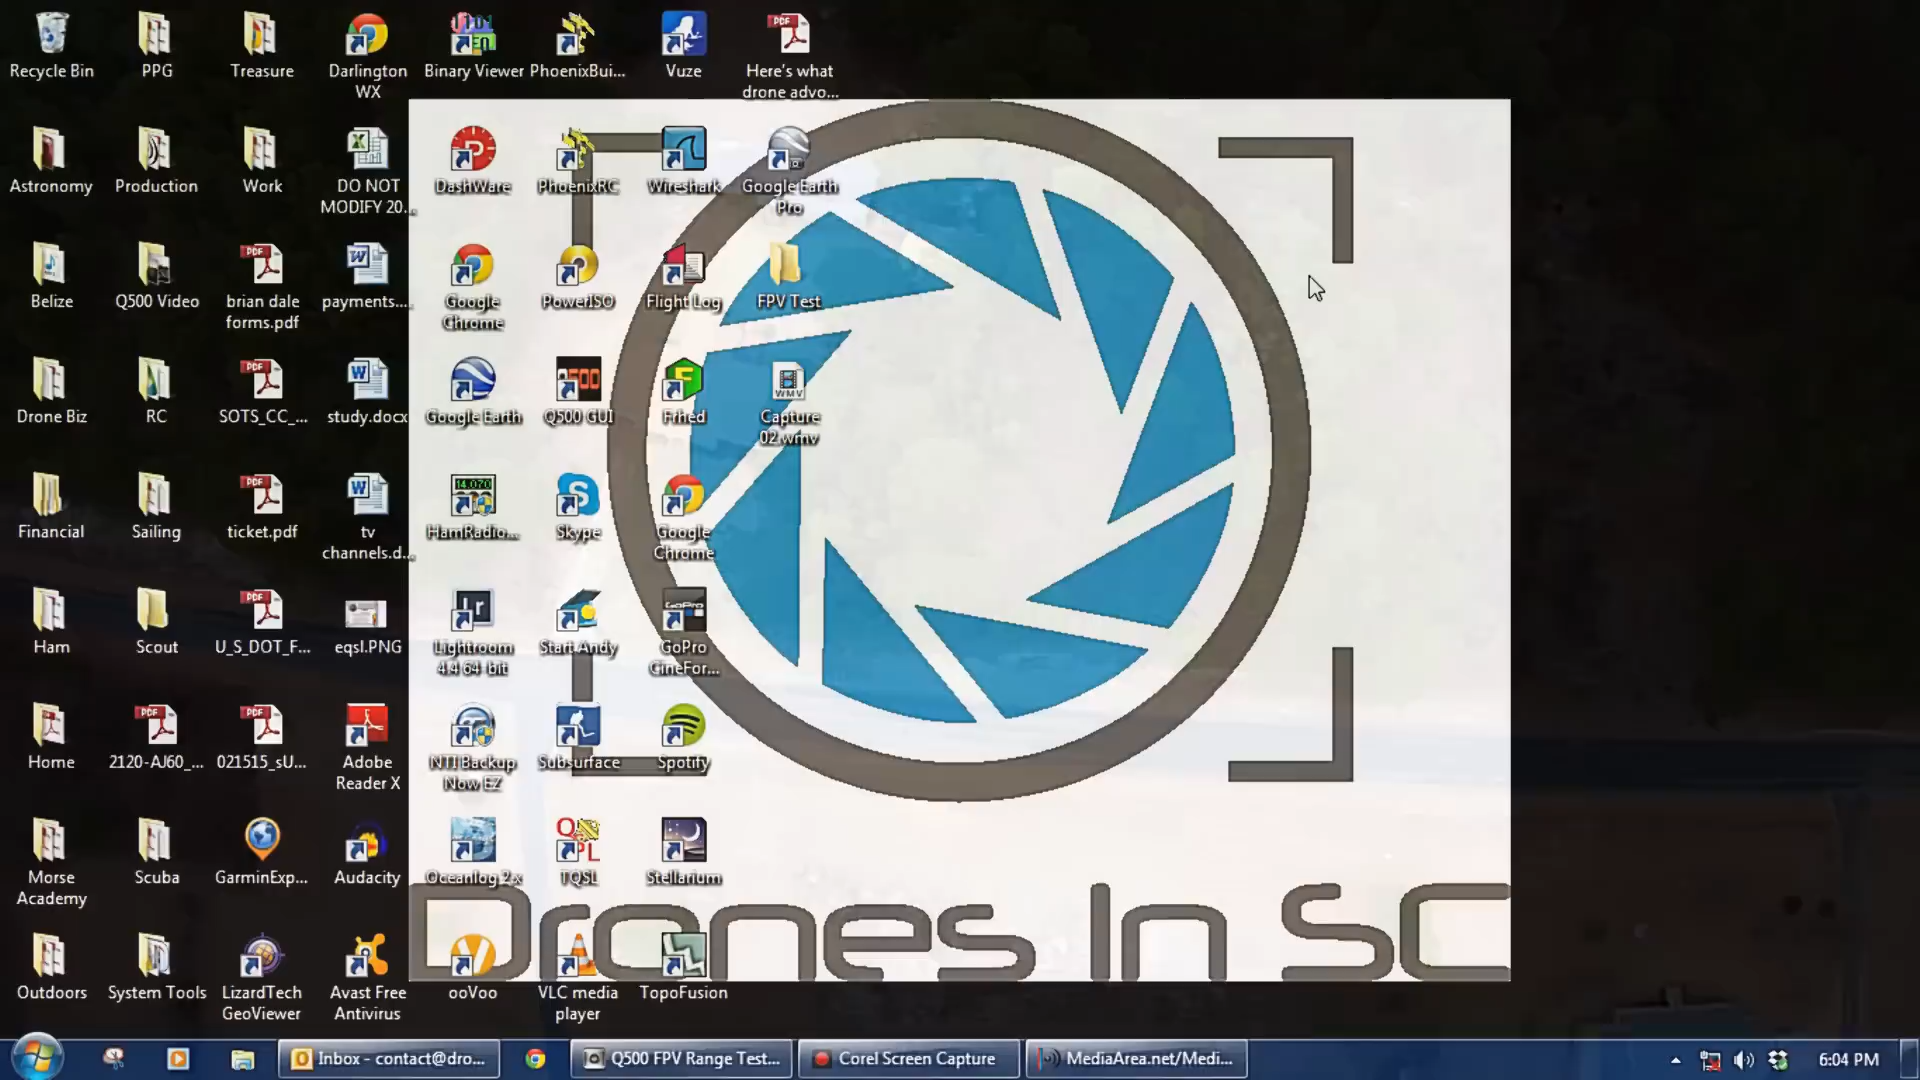 Recycle Bin
PPG
Treasure
Darlington
WX
Binary Viewer
PhoenixBui...
Vuze
Here's what
drone advo...
Astronomy
Production
Work
DO NOT
MODIFY 20...
DashWare
PhoenixRC
Wireshark
Google Earth
Pro
Belize
Q500 Video
brian dale
forms.pdf
payments....
Google
Chrome
PowerISO
Flight Log
FPV Test
Drone Biz
RC
SOTS_CC_...
study.docx
Google Earth
Q500 GUI
Frhed
Capture
02.wmv
Financial
Sailing
ticket.pdf
tv
channels.d...
HamRadio...
Skype
Google
Chrome
Ham
Scout
U_S_DOT_F...
eqsl.PNG
Lightroom
4.4 64-bit
Start Andy
GoPro
CineFor...
Home
2120-AJ60_...
021515_sU...
Adobe
Reader X
NTI Backup
Now EZ
Subsurface
Spotify
Morse
Academy
Scuba
GarminExp...
Audacity
Oceanlog 2.x
TQSL
Stellarium
Drones In SC
Outdoors
System Tools
LizardTech
GeoViewer
Avast Free
Antivirus
ooVoo
VLC media
player
TopoFusion
Inbox - contact@dro...
Q500 FPV Range Test...
Corel Screen Capture
MediaArea.net/Medi...
6:04 PM